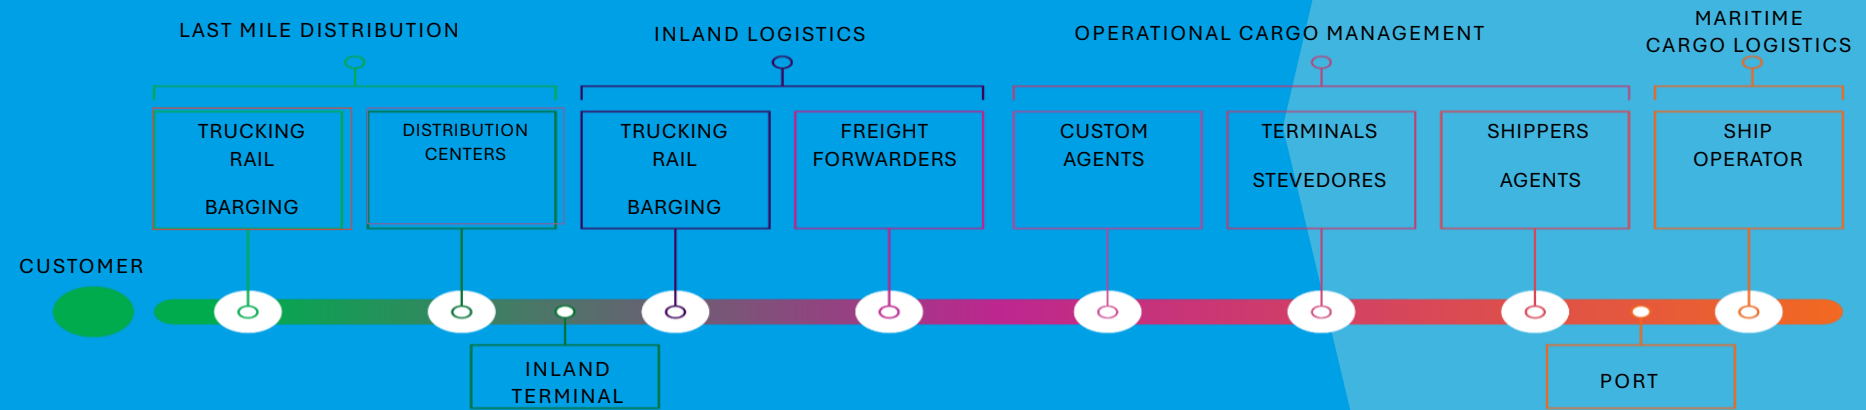 LAST MILE DISTRIBUTION
INLAND LOGISTICS
OPERATIONAL CARGO MANAGEMENT
MARITIME
CARGO LOGISTICS
TRUCKING
RAIL
BARGING
DISTRIBUTION
CENTERS
TRUCKING
RAIL
BARGING
FREIGHT
FORWARDERS
CUSTOM
AGENTS
TERMINALS
STEVEDORES
SHIPPERS
AGENTS
SHIP
OPERATOR
CUSTOMER
INLAND
TERMINAL
PORT